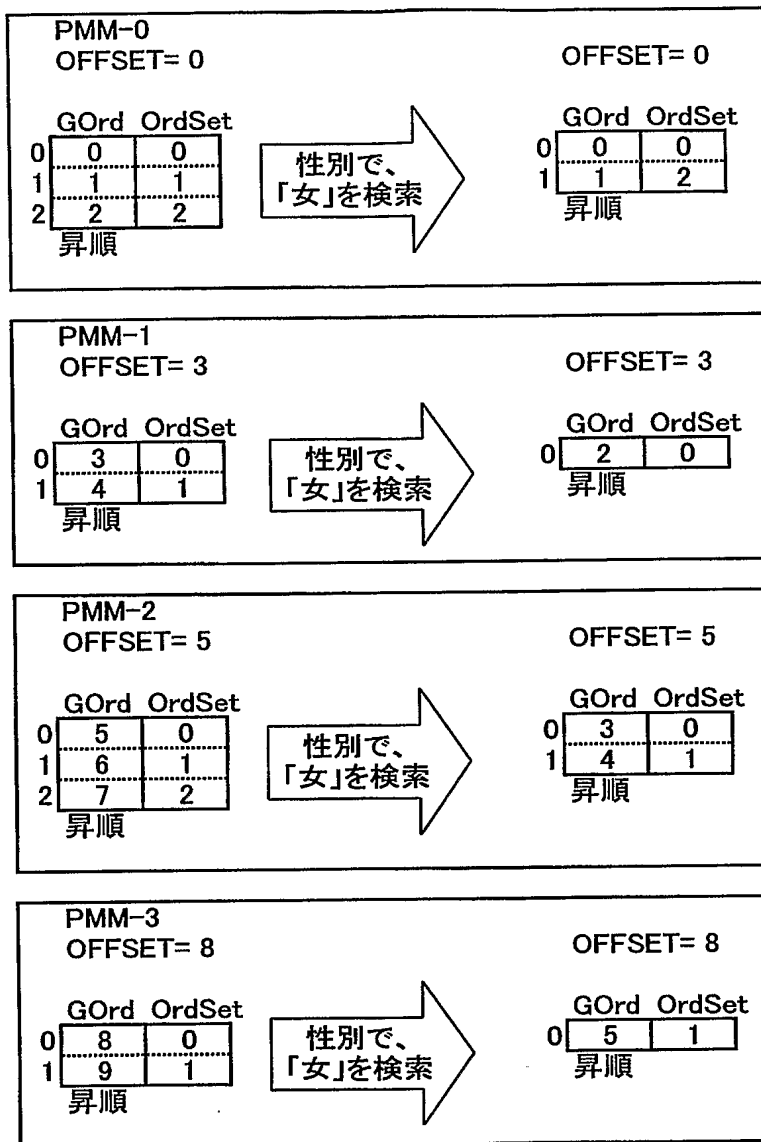 PMM-0
OFFSET= 0 OFFSET= 0
GOrd OrdSet GOrd OrdSet
0 0 0 性別で、 0 0 0
1 1 1 「女」を検索 1 1 2
2 2 2 昇順
昇順
PMM-1
OFFSET= 3 OFFSET= 3
GOrd OrdSet GOrd OrdSet
0 3 0 性別で、 0 2 0
1 4 1 「女」を検索 昇順
昇順
PMM-2
OFFSET= 5 OFFSET= 5
GOrd OrdSet GOrd OrdSet
0 5 0 性別で、 0 3 0
1 6 1 「女」を検索 1 4 1
2 7 2 昇順
昇順
PMM-3
OFFSET= 8 OFFSET= 8
GOrd OrdSet GOrd OrdSet
0 8 0 性別で、 0 5 1
1 9 1 「女」を検索 昇順
昇順